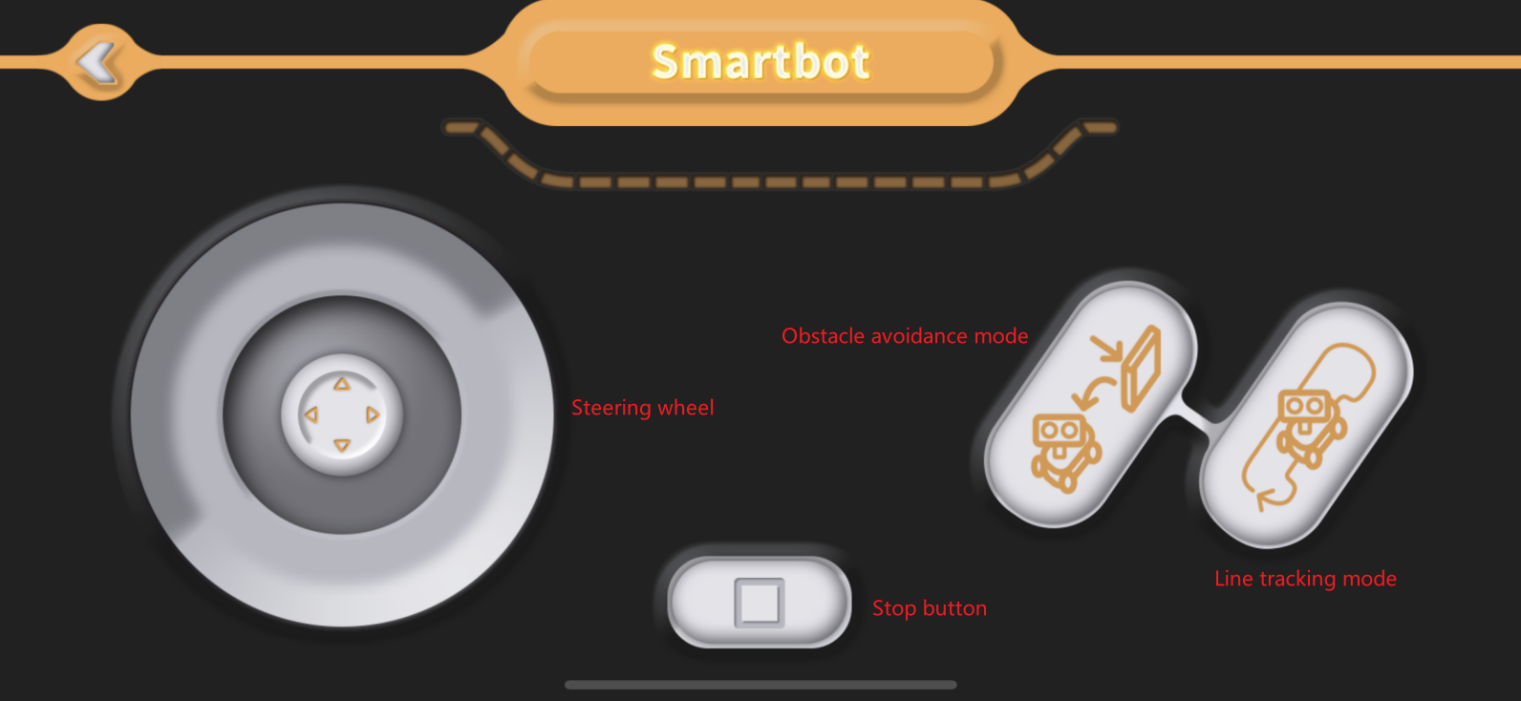 Smartbot
Obstacle avoidance mode
Steering wheel
Line tracking mode
Stop button